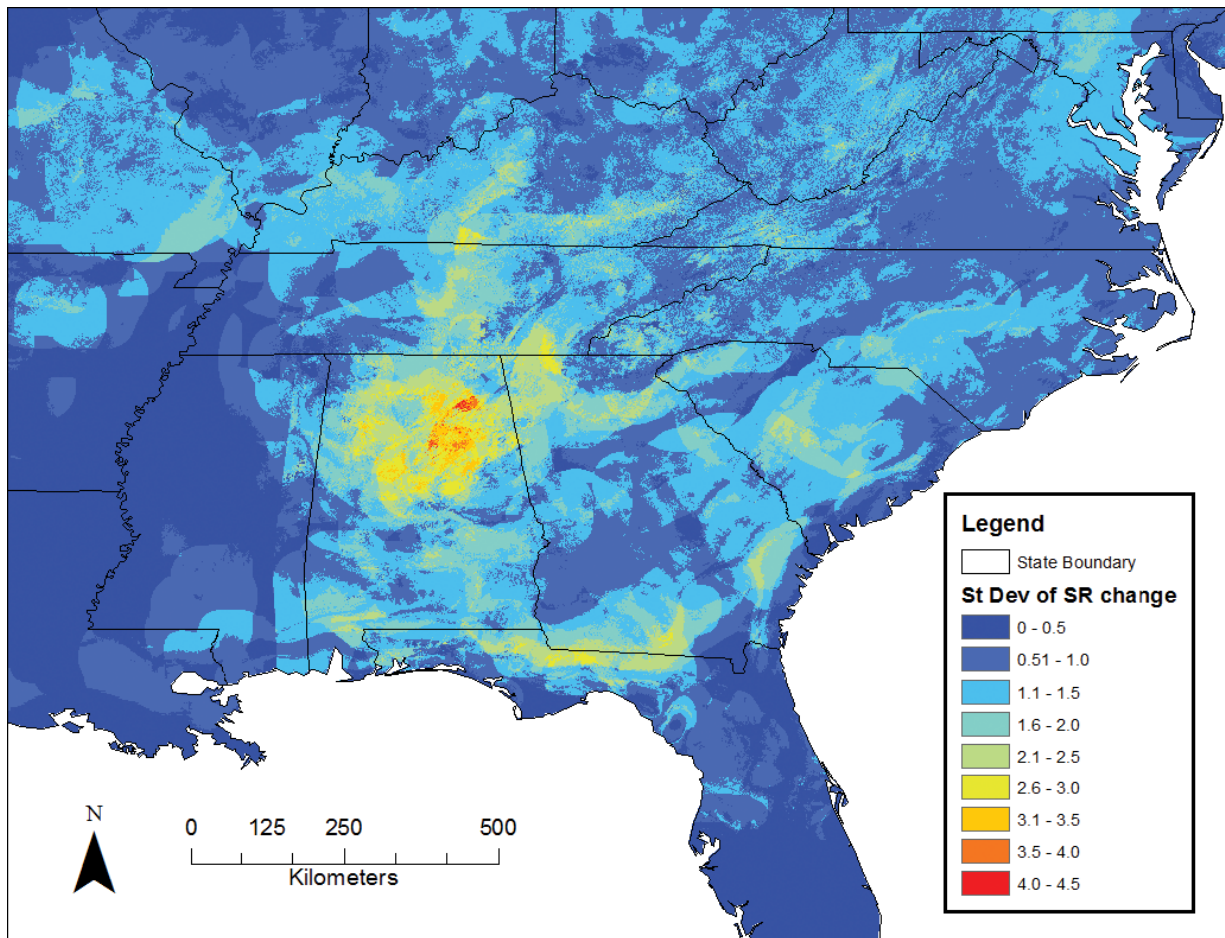 Legend
State Boundary
St Dev of SR change
0 - 0.5
0.51 - 1.0
1.1 - 1.5
1.6 - 2.0
2.1 - 2.5
2.6 - 3.0
3.1 - 3.5
3.5 - 4.0
4.0 - 4.5
N
0 125 250 500
Kilometers